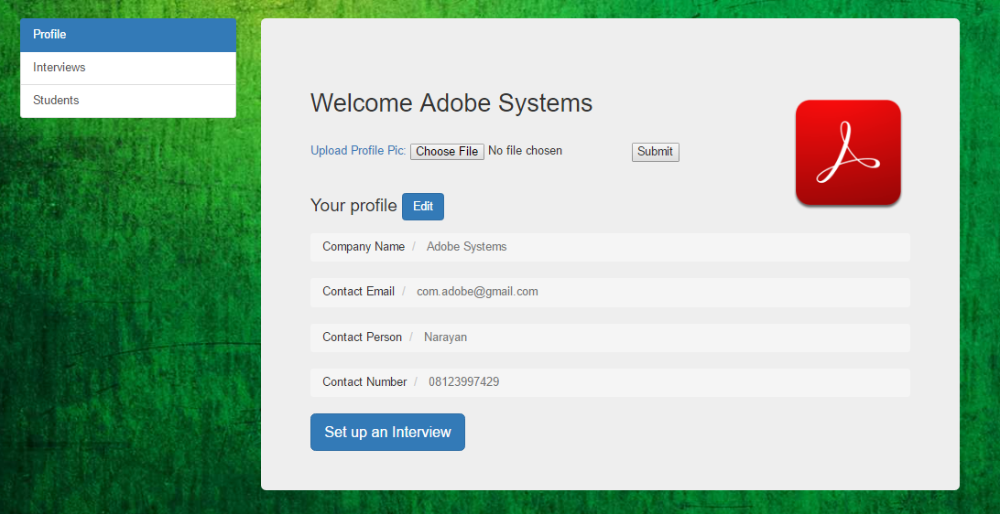 Profile
Interviews
Students
Welcome Adobe Systems
Upload Profile Pic: Choose File No file chosen Submit
Your profile Edit
Company Name / Adobe Systems
Contact Email / com.adobe@gmail.com
Contact Person / Narayan
Contact Number / 08123997429
Set up an Interview